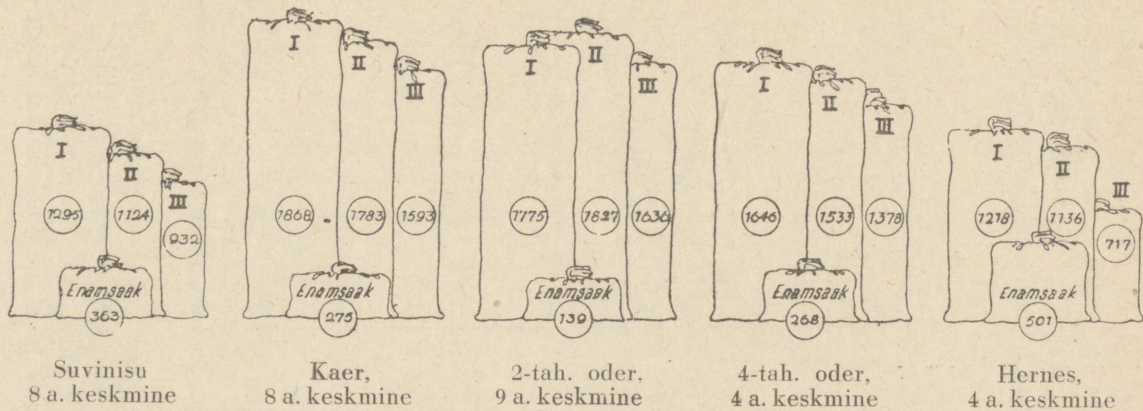 I II III
1295 1124 932
Enamsaak
363
Suvinisu
8 a. keskmine
I II III
1868 1783 1593
Enamsaak
275
Kaer,
8 a. keskmine
I II III
1775 1827 1636
Enamsaak
139
2-tah. oder,
9 a. keskmine
I II III
1646 1533 1378
Enamsaak
268
4-tah. oder,
4 a. keskmine
I II III
1218 1136 717
Enamsaak
501
Hernes,
4 a. keskmine